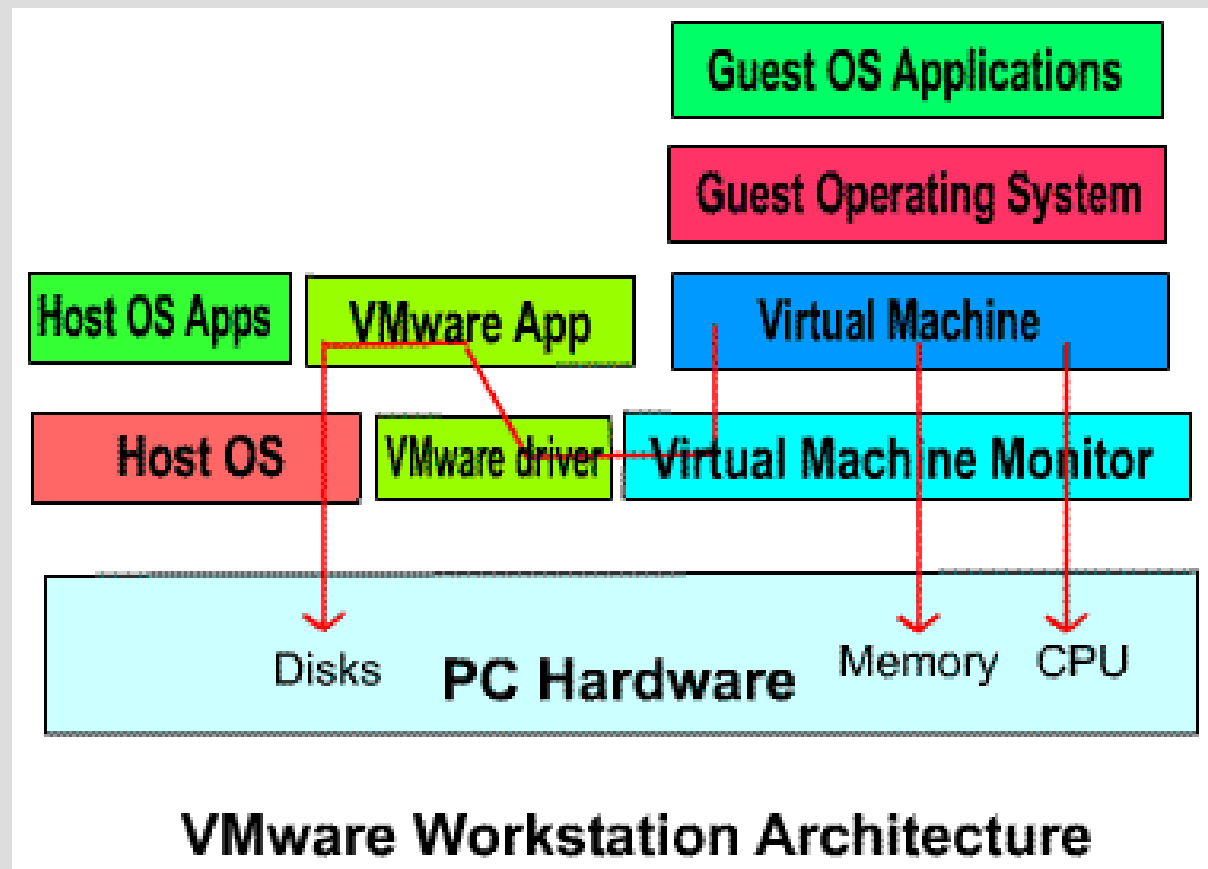 Guest OS Applications
Guest Operating System
Host OS Apps
VMware App
Virtual Machine
Host OS
VMware driver
Virtual Machine Monitor
Disks
PC Hardware
Memory
CPU
VMware Workstation Architecture